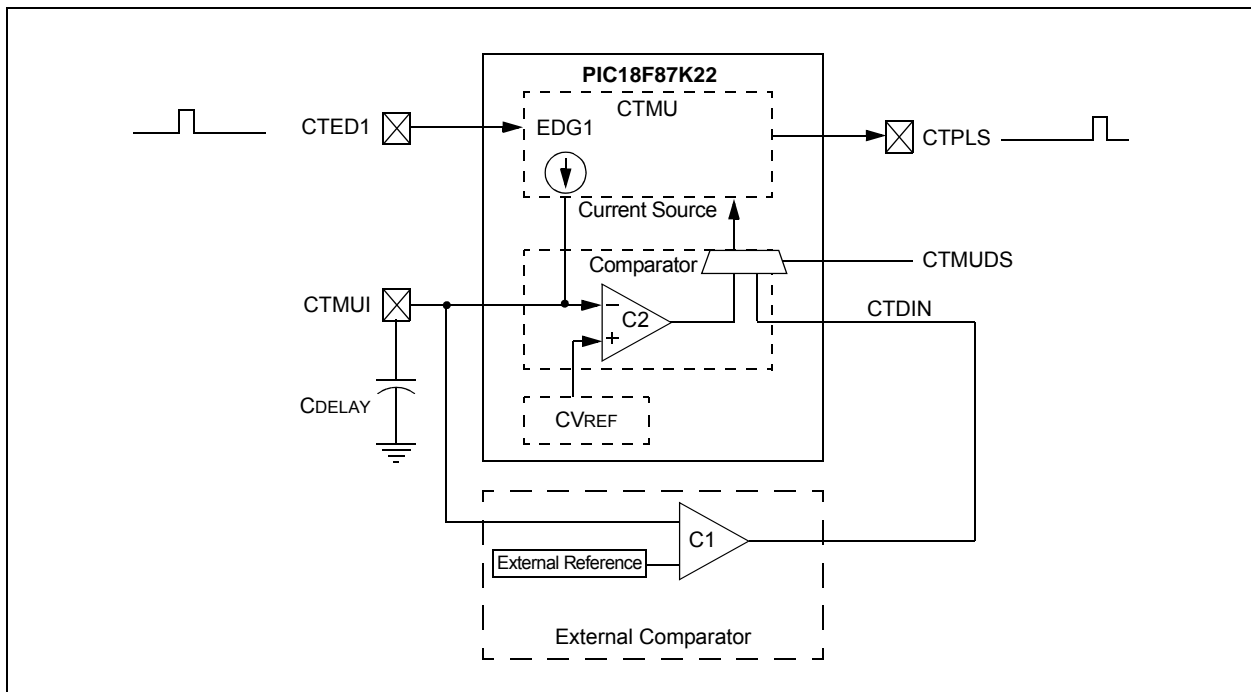 PIC18F87K22
CTMU
CTED1
EDG1
CTPLS
Current Source
Comparator
CTMUDS
CTMUI
−
C2
+
CTDIN
CDELAY
CVREF
C1
External Reference
External Comparator